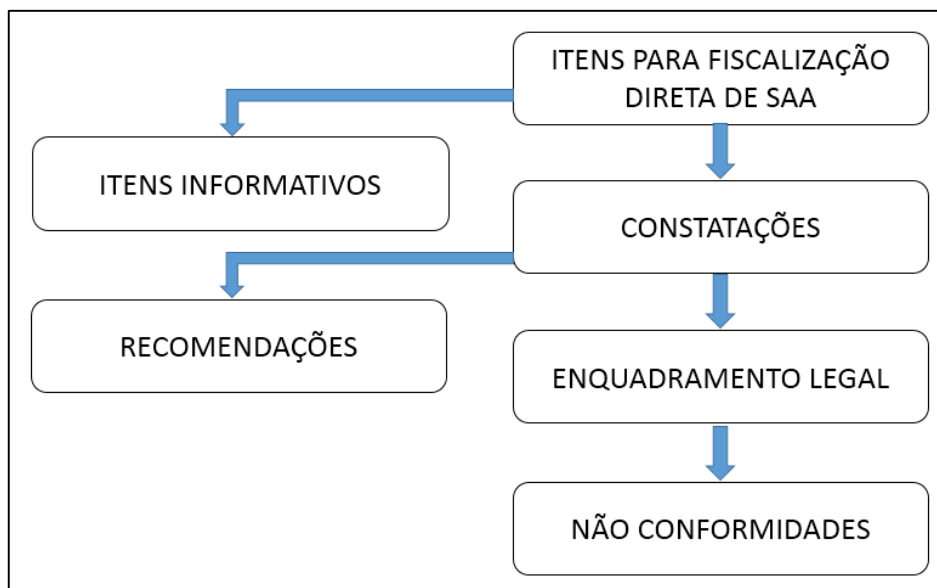 ITENS PARA FISCALIZAÇÃO
DIRETA DE SAA
ITENS INFORMATIVOS
CONSTATAÇÕES
RECOMENDAÇÕES
ENQUADRAMENTO LEGAL
NÃO CONFORMIDADES